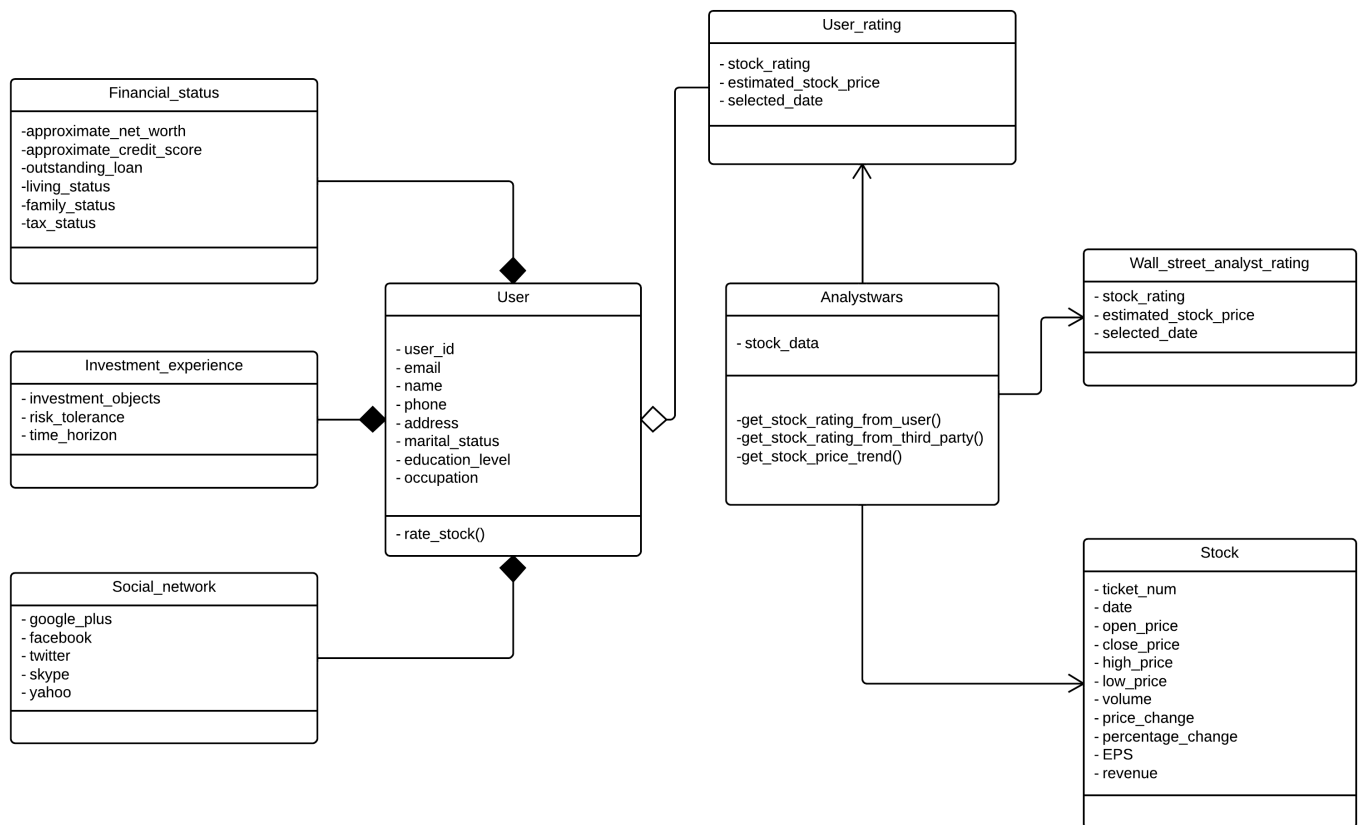 User_rating
- stock_rating
- estimated_stock_price
- selected_date
Financial_status
-approximate_net_worth
-approximate_credit_score
-outstanding_loan
-living_status
-family_status
-tax_status
Wall_street_analyst_rating
- stock_rating
- estimated_stock_price
- selected_date
User
- user_id
- email
- name
- phone
- address
- marital_status
- education_level
- occupation
- rate_stock()
Analystwars
- stock_data
-get_stock_rating_from_user()
-get_stock_rating_from_third_party()
-get_stock_price_trend()
Investment_experience
- investment_objects
- risk_tolerance
- time_horizon
Social_network
- google_plus
- facebook
- twitter
- skype
- yahoo
Stock
- ticket_num
- date
- open_price
- close_price
- high_price
- low_price
- volume
- price_change
- percentage_change
- EPS
- revenue